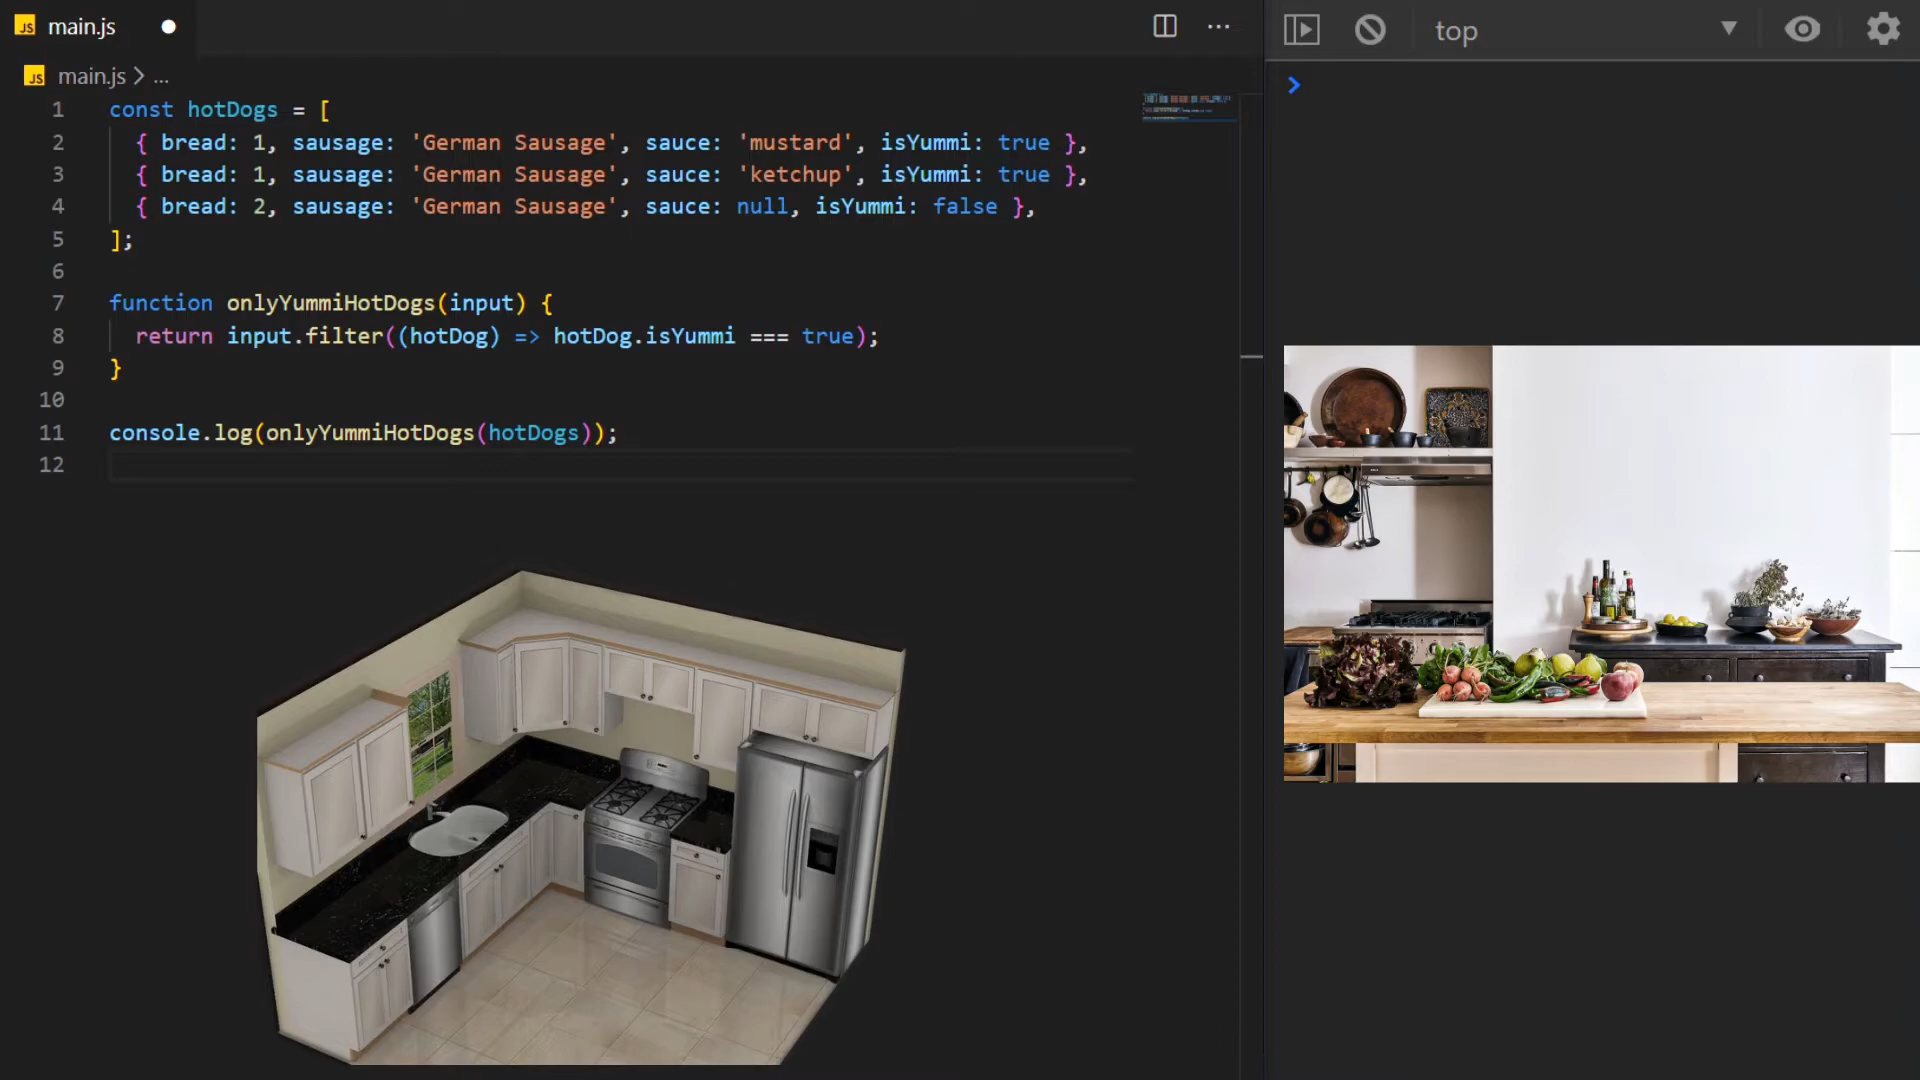 JS main.js
top
JS main.js > ...
1 const hotDogs = [
2 { bread: 1, sausage: 'German Sausage', sauce: 'mustard', isYummi: true },
3 { bread: 1, sausage: 'German Sausage', sauce: 'ketchup', isYummi: true },
4 { bread: 2, sausage: 'German Sausage', sauce: null, isYummi: false },
5 ];
6
7 function onlyYummiHotDogs(input) {
8 return input.filter((hotDog) => hotDog.isYummi === true);
9 }
10
11 console.log(onlyYummiHotDogs(hotDogs));
12